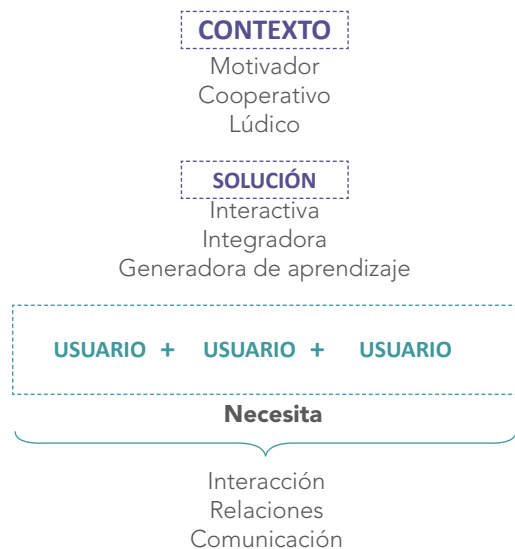 CONTEXTO
Motivador
Cooperativo
Lúdico
SOLUCIÓN
Interactiva
Integradora
Generadora de aprendizaje
USUARIO + USUARIO + USUARIO
Necesita
Interacción
Relaciones
Comunicación